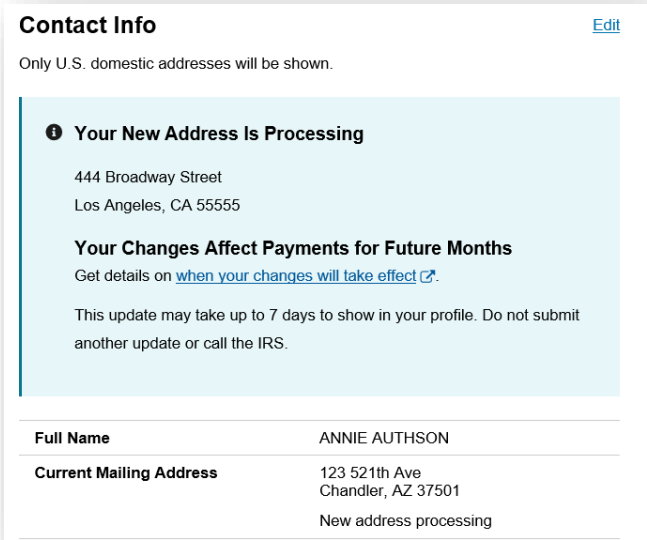 Contact Info
Edit
Only U.S. domestic addresses will be shown.
Your New Address Is Processing
444 Broadway Street
Los Angeles, CA 55555
Your Changes Affect Payments for Future Months
Get details on when your changes will take effect.
This update may take up to 7 days to show in your profile. Do not submit
another update or call the IRS.
Full Name ANNIE AUTHSON
Current Mailing Address 123 521th Ave
Chandler, AZ 37501
New address processing